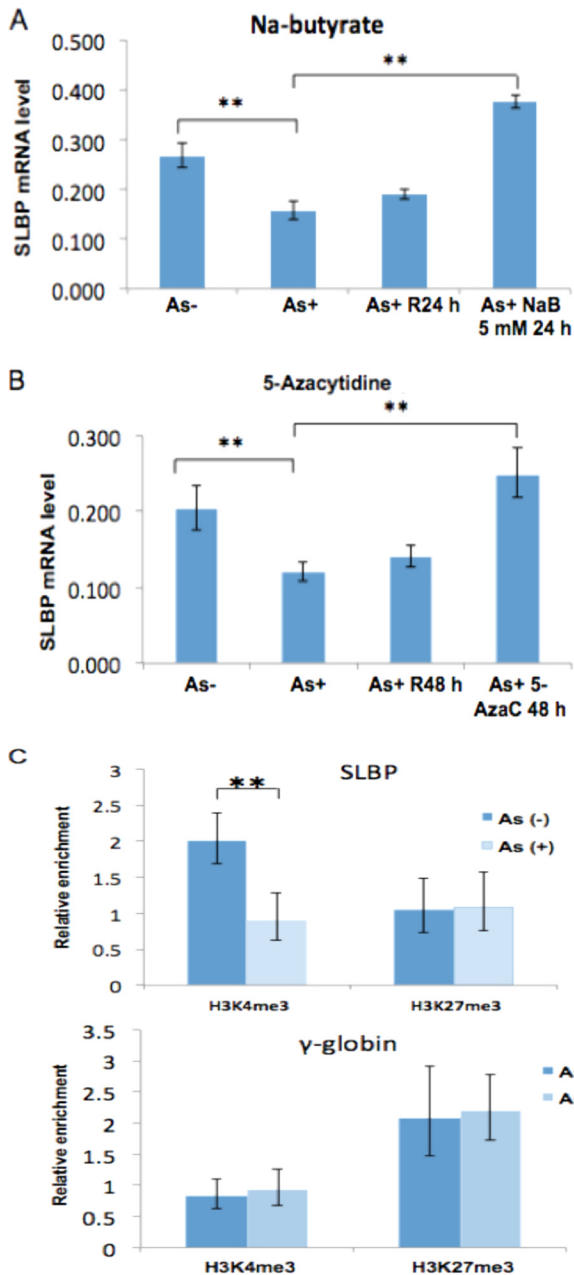 A
Na-butyrate
SLBP mRNA level
0.500
0.400
0.300
0.200
0.100
0.000
**
**
As-
As+
As+ R24 h
As+ NaB
5 mM 24 h
B
5-Azacytidine
SLBP mRNA level
0.300
0.200
0.100
0.000
**
**
As-
As+
As+ R48 h
As+ 5-
AzaC 48 h
C
SLBP
Relative enrichment
3
2.5
2
1.5
1
0.5
0
**
As (-)
As (+)
H3K4me3
H3K27me3
γ-globin
Relative enrichment
3.5
3
2.5
2
1.5
1
0.5
0
A
A
H3K4me3
H3K27me3